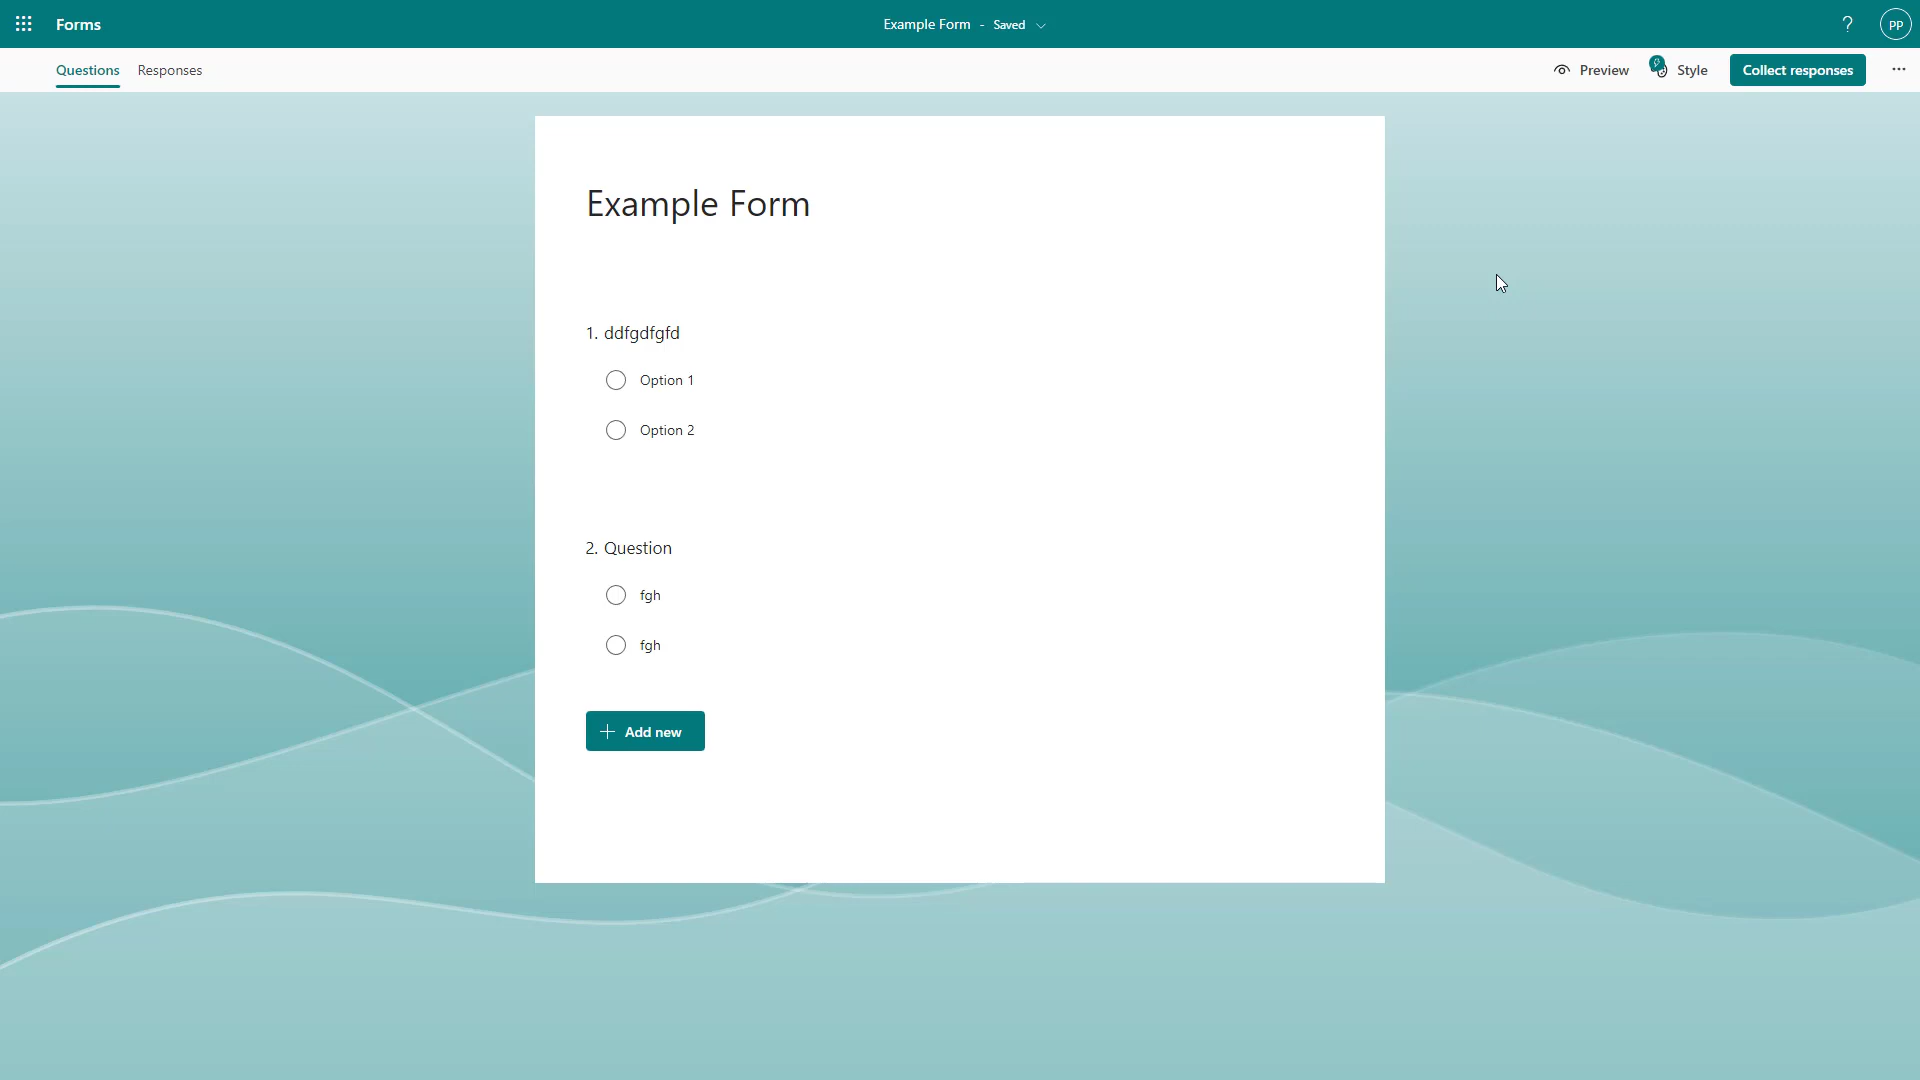 Forms
Example Form - Saved
?
PP
Questions Responses
Preview Style Collect responses ...
Example Form
1. ddfgdfgfd
Option 1
Option 2
2. Question
fgh
fgh
+ Add new